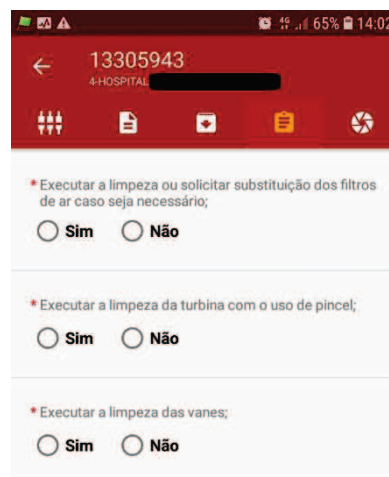 4G 65% 14:02
13305943
4-HOSPITAL
* Executar a limpeza ou solicitar substituição dos filtros
de ar caso seja necessário;
Sim Não
* Executar a limpeza da turbina com o uso de pincel;
Sim Não
* Executar a limpeza das vanes;
Sim Não